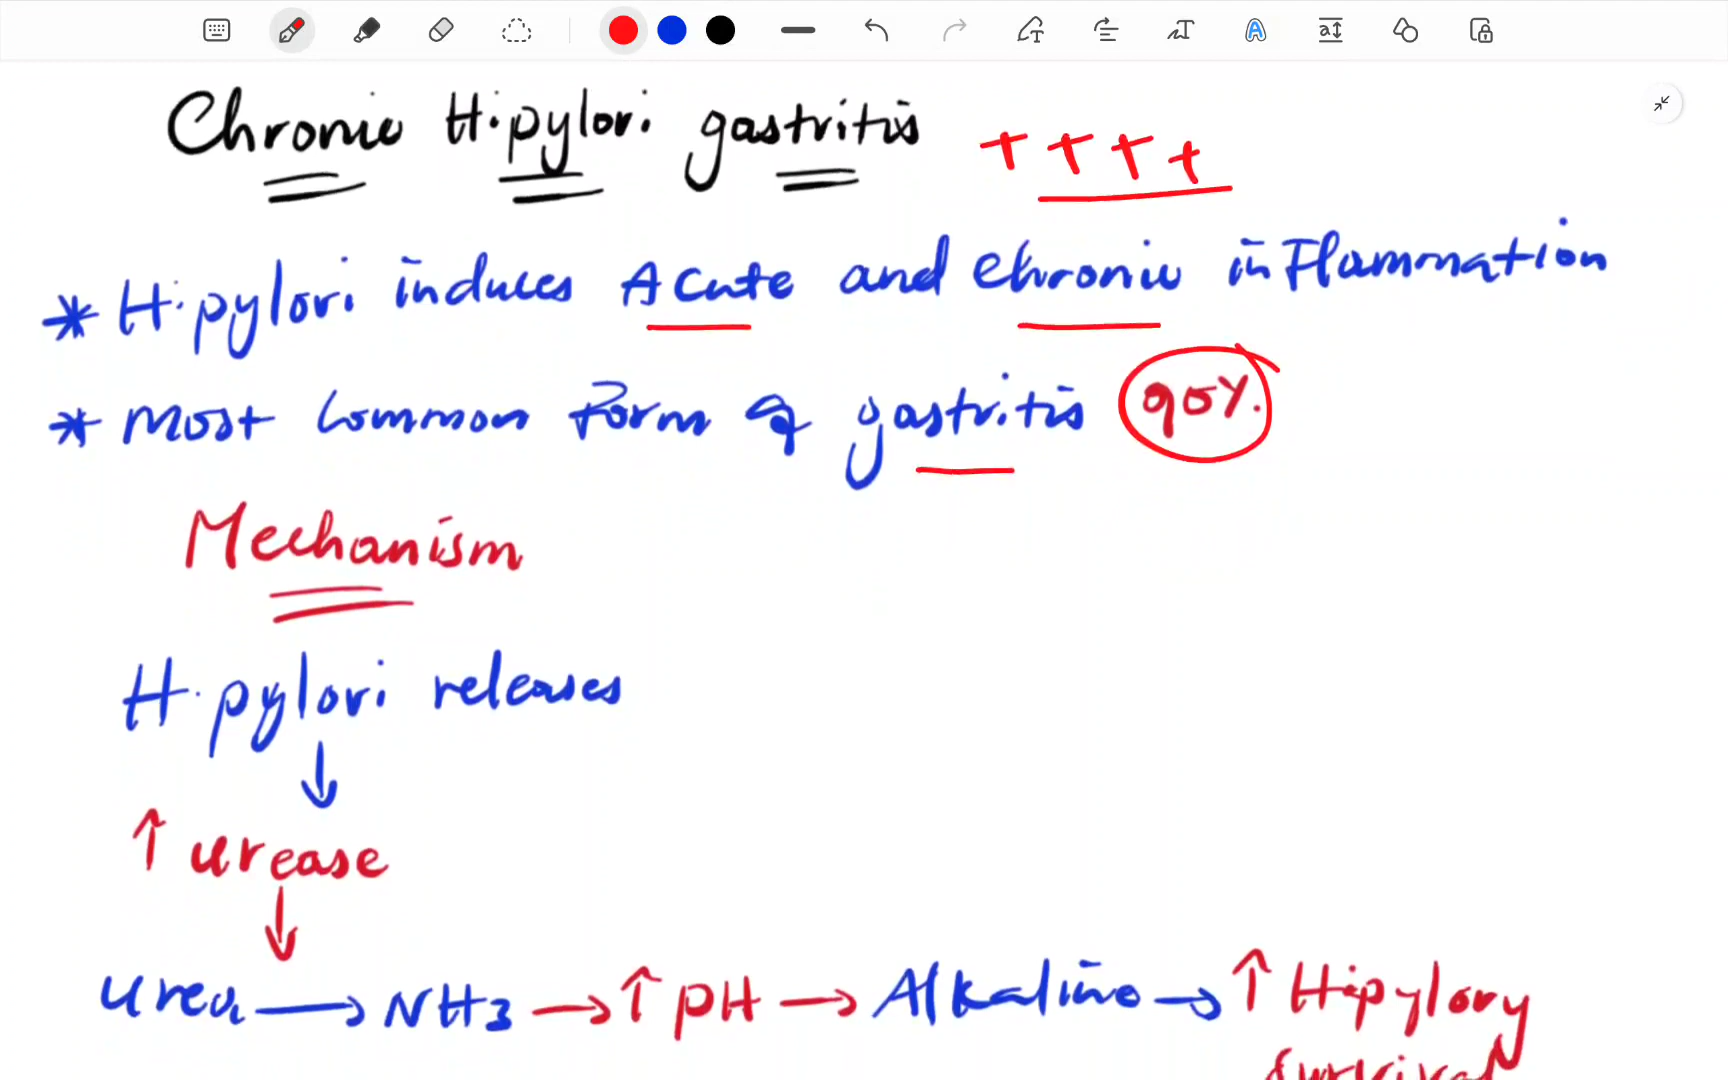 Chronic H.pylori gastritis ++++
* H.pylori induces Acute and chronic inflammation
* Most common form of gastritis 90%.
Mechanism
H.pylori releases
↓
↑ urease
↓
Urea → NH3 → ↑ pH → Alkaline → ↑ H.pylory
survival